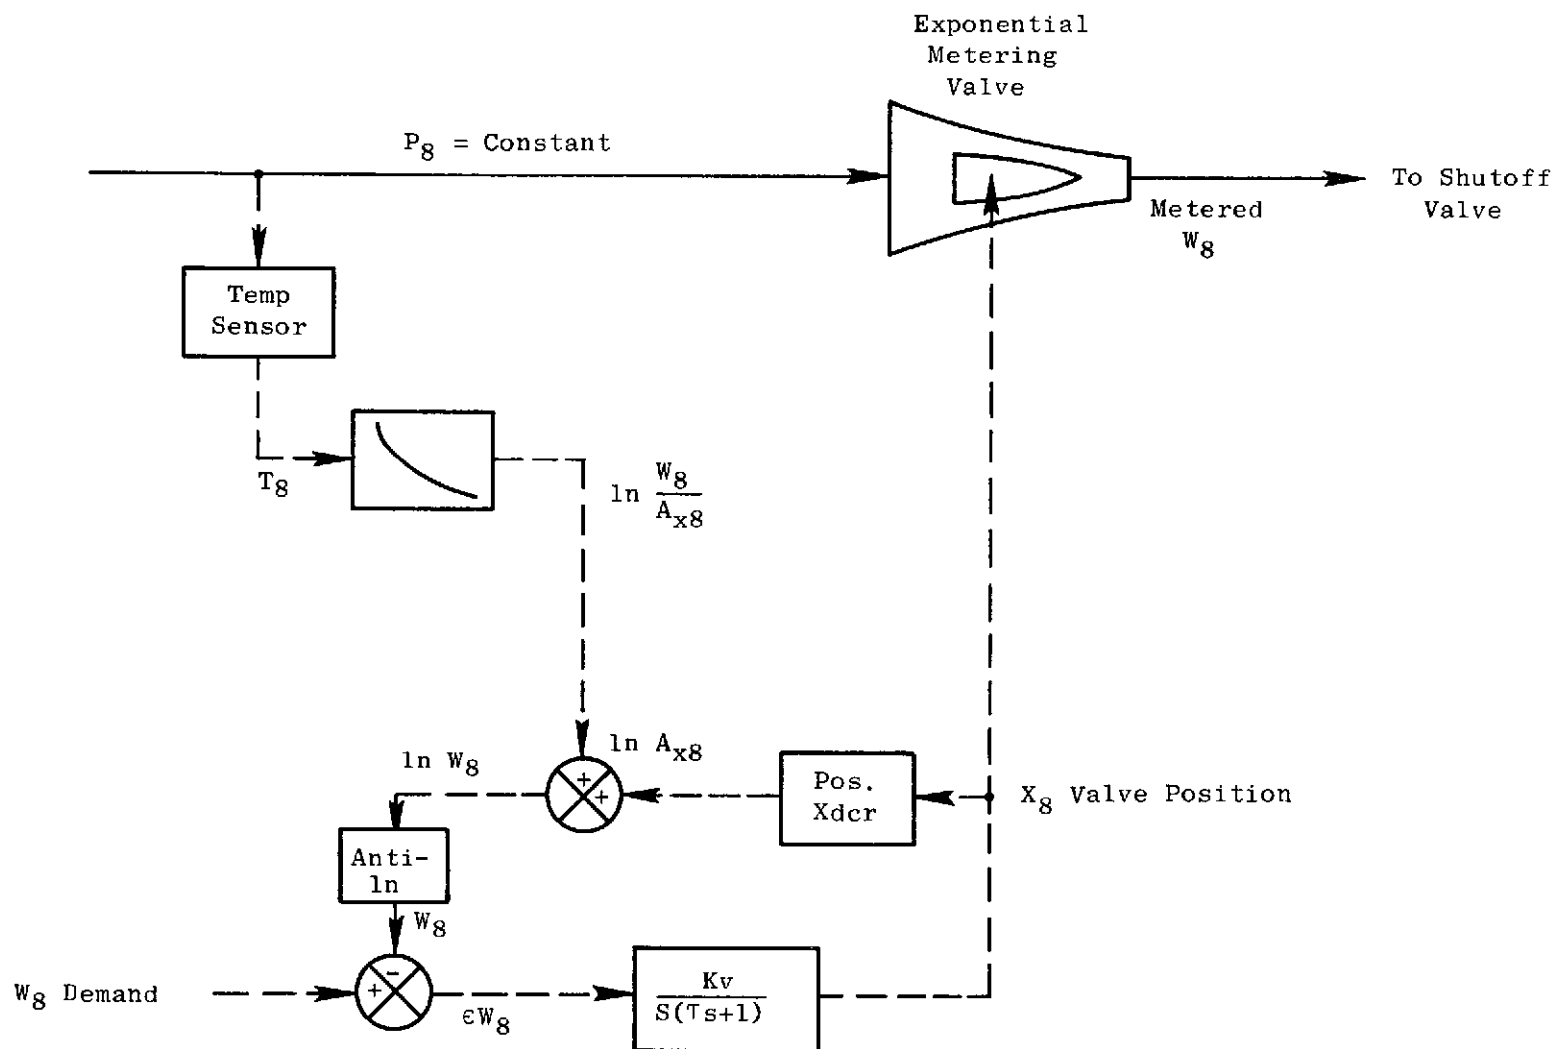 Exponential
Metering
Valve
P8 = Constant
To Shutoff
Valve
Metered
W8
Temp
Sensor
T8
ln W8/Ax8
ln W8
ln Ax8
+
+
Pos.
Xdcr
X8 Valve Position
Anti-
ln
W8
-
+
W8 Demand
ϵW8
Kv
S(τs+1)